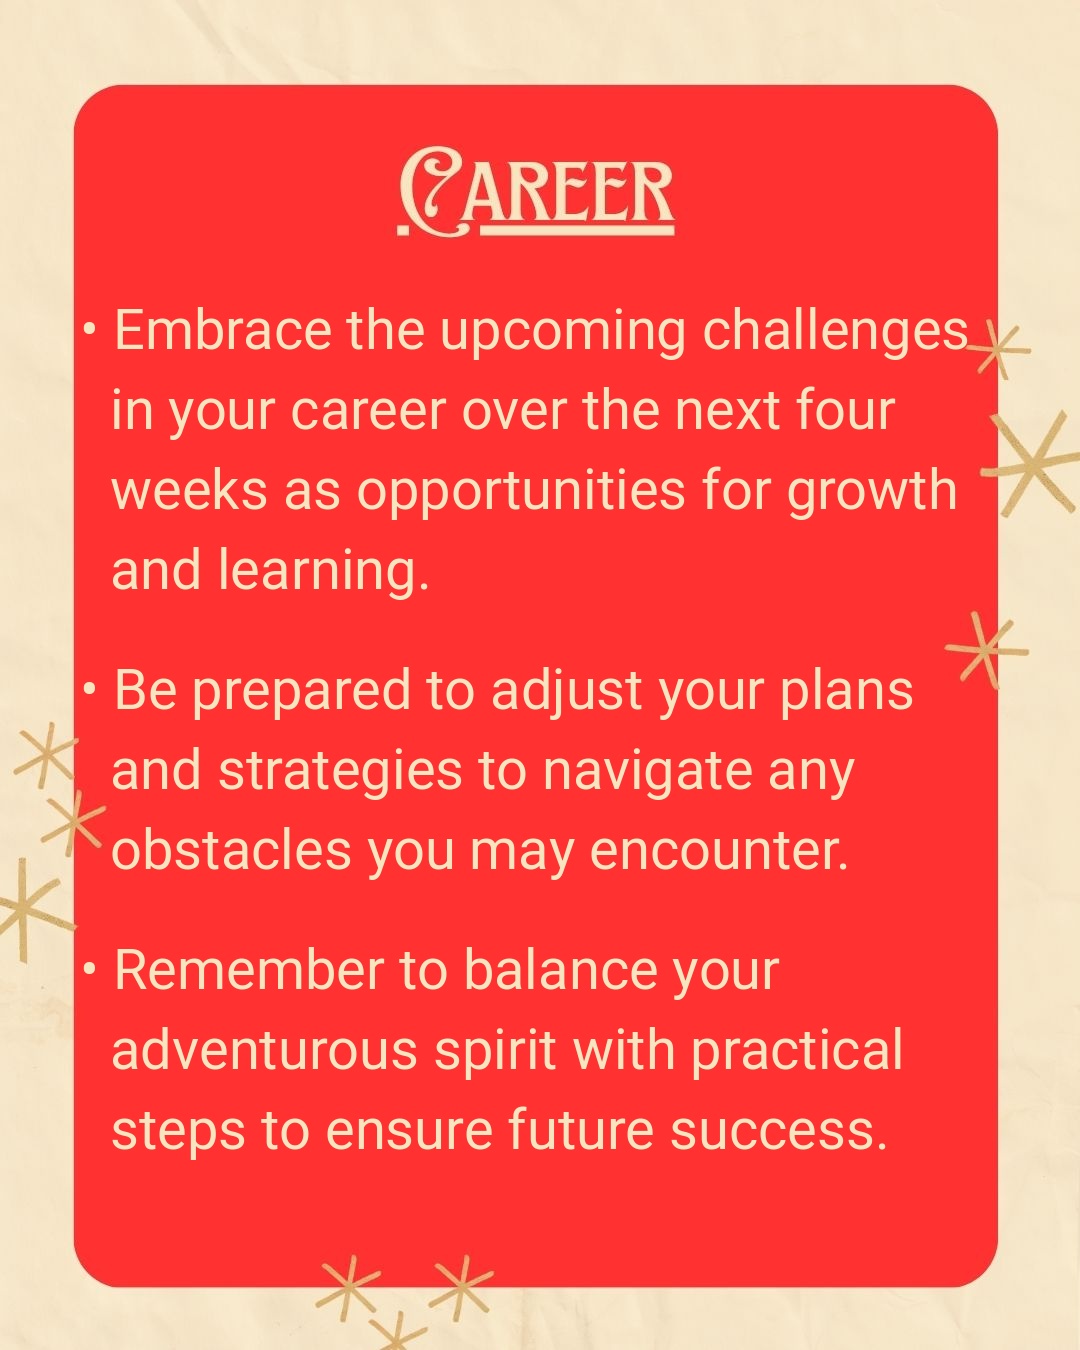 Career
• Embrace the upcoming challenges
in your career over the next four
weeks as opportunities for growth
and learning.
• Be prepared to adjust your plans
and strategies to navigate any
obstacles you may encounter.
• Remember to balance your
adventurous spirit with practical
steps to ensure future success.